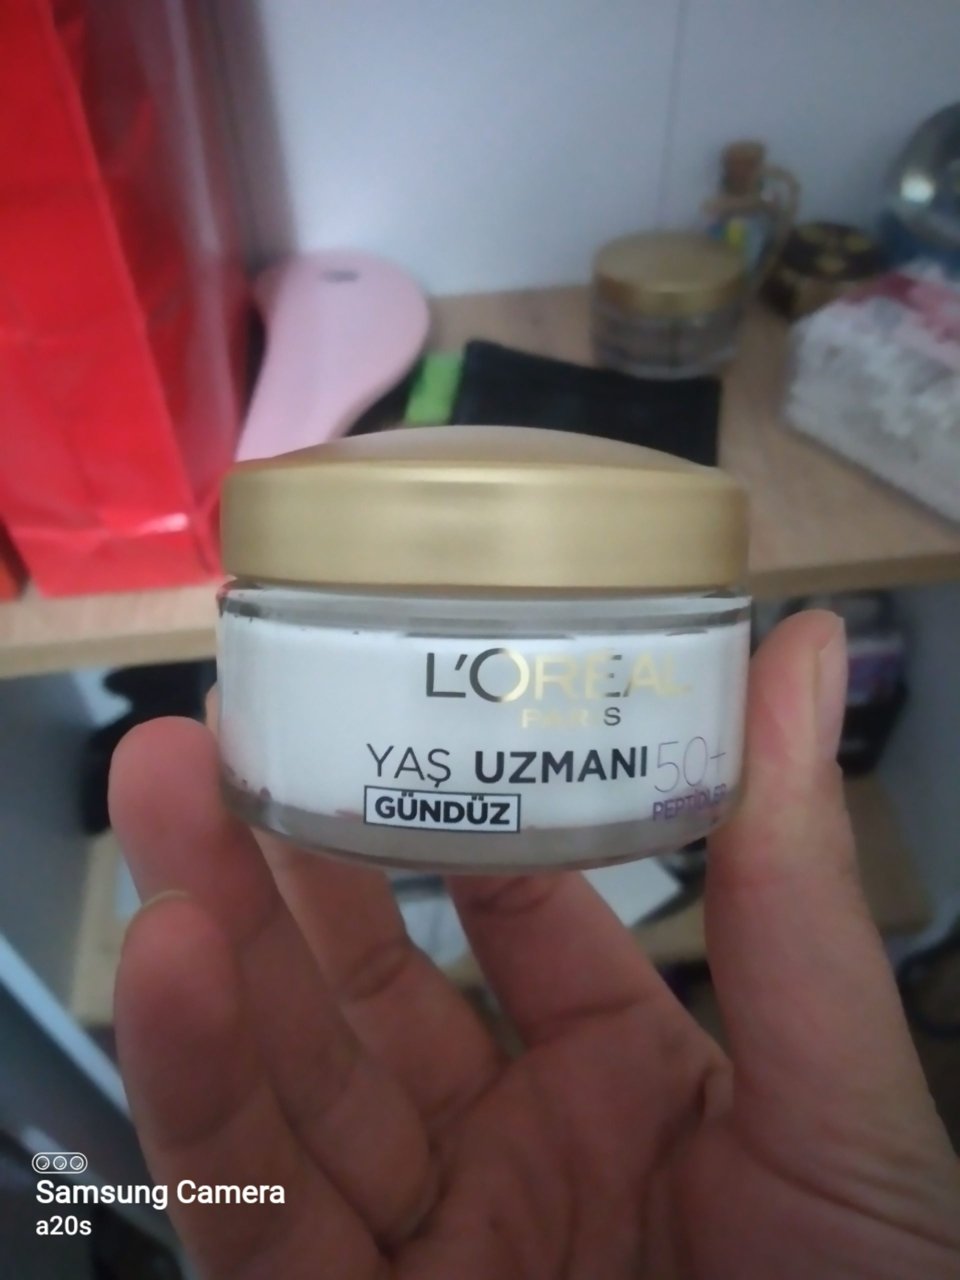 L'ORÉAL
PARIS
YAŞ UZMANI 50+
GÜNDÜZ
PEPTİDLER
Samsung Camera
a20s